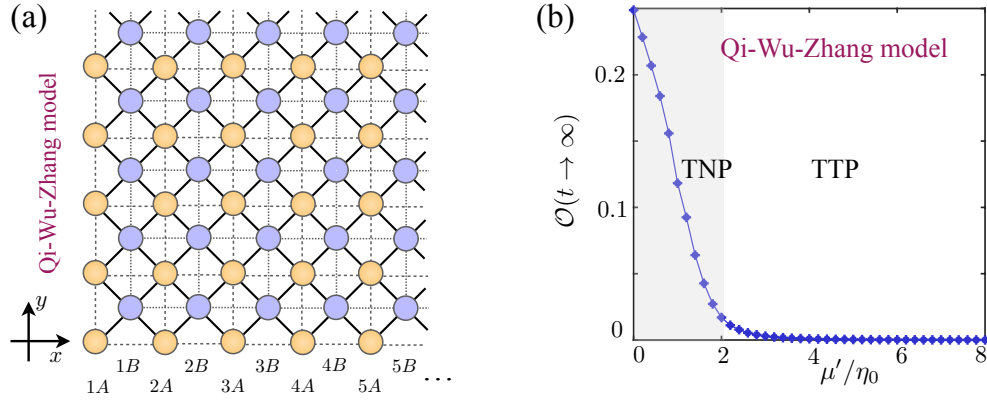 (a)
Qi-Wu-Zhang model
y
x
1B 2B 3B 4B 5B
1A 2A 3A 4A 5A ...
(b)
Qi-Wu-Zhang model
𝒪(t → ∞)
0.2
0.1
0
TNP TTP
0 2 4 6 8
μ′/η₀